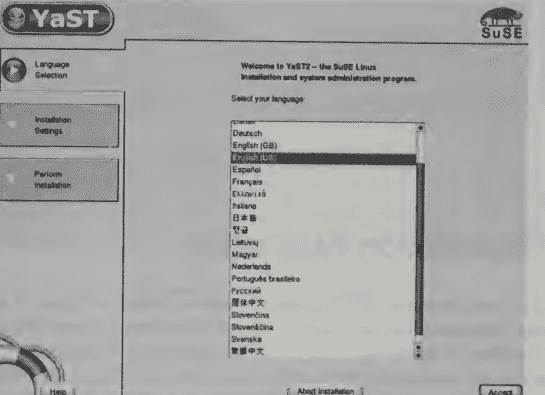 YaST
SuSE
Language
Selection
Installation
Settings
Perform
Installation
Welcome to YaST2 -- the SuSE Linux
installation and system administration program.
Select your language:
Dansk
Deutsch
English (GB)
English (US)
Español
Français
Ελληνικά
Italiano
日本語
한글
Lietuvių
Magyar
Nederlands
Português brasileiro
Русский
简体中文
Slovenčina
Slovenščina
Svenska
繁體中文
Help
Abort Installation
Accept